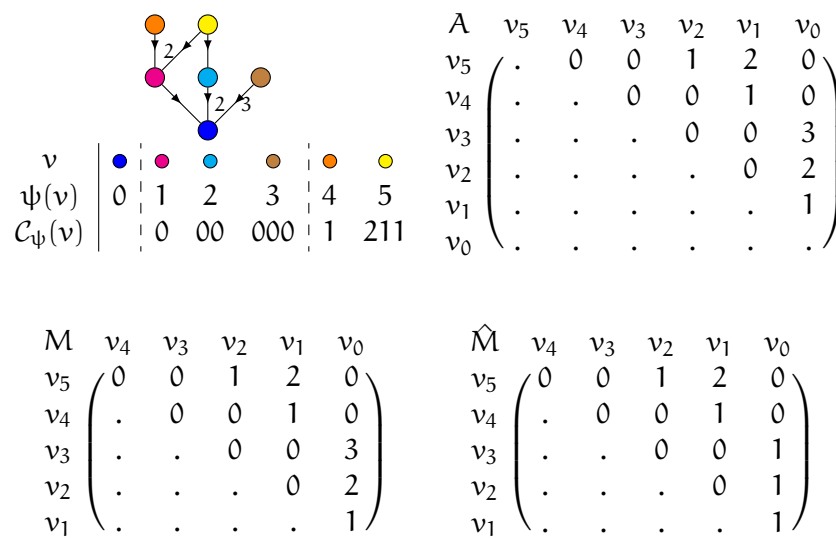 2
2 3
ν
ψ(ν) 0 1 2 3 4 5
𝒞ψ(ν) 0 00 000 1 211
A ν₅ ν₄ ν₃ ν₂ ν₁ ν₀
ν₅ . 0 0 1 2 0
ν₄ . . 0 0 1 0
ν₃ . . . 0 0 3
ν₂ . . . . 0 2
ν₁ . . . . . 1
ν₀ . . . . . .
M ν₄ ν₃ ν₂ ν₁ ν₀
ν₅ 0 0 1 2 0
ν₄ . 0 0 1 0
ν₃ . . 0 0 3
ν₂ . . . 0 2
ν₁ . . . . 1
M̂ ν₄ ν₃ ν₂ ν₁ ν₀
ν₅ 0 0 1 2 0
ν₄ . 0 0 1 0
ν₃ . . 0 0 1
ν₂ . . . 0 1
ν₁ . . . . 1